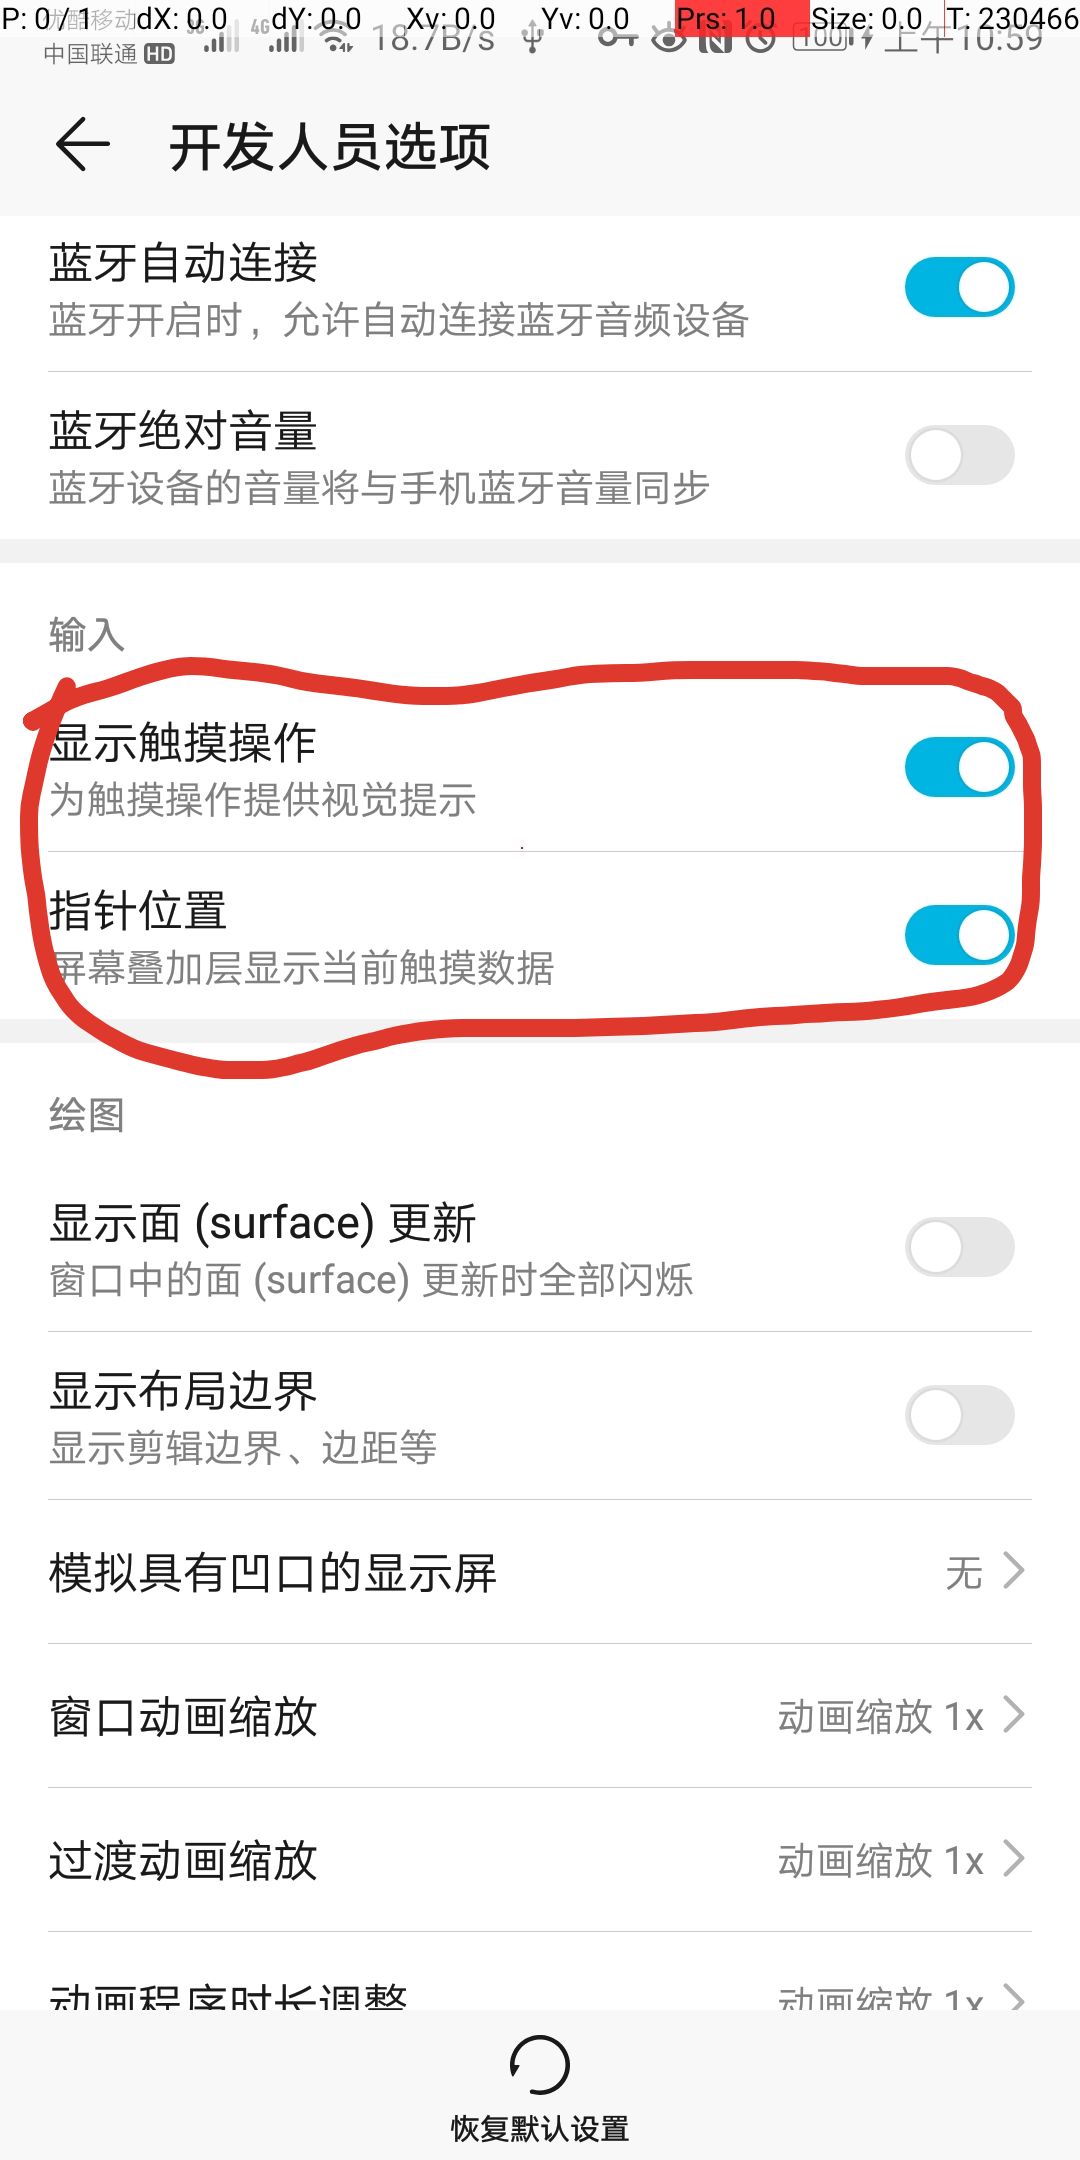 P: 0 / 1 dX: 0.0 dY: 0.0 Xv: 0.0 Yv: 0.0 Prs: 1.0 Size: 0.0 T: 230466
优酷移动 3G 4G 18.7B/s 100 上午10:59
中国联通 HD
开发人员选项
蓝牙自动连接
蓝牙开启时，允许自动连接蓝牙音频设备
蓝牙绝对音量
蓝牙设备的音量将与手机蓝牙音量同步
输入
显示触摸操作
为触摸操作提供视觉提示
指针位置
屏幕叠加层显示当前触摸数据
绘图
显示面 (surface) 更新
窗口中的面 (surface) 更新时全部闪烁
显示布局边界
显示剪辑边界、边距等
模拟具有凹口的显示屏 无
窗口动画缩放 动画缩放 1x
过渡动画缩放 动画缩放 1x
动画程序时长调整 动画缩放 1x
恢复默认设置